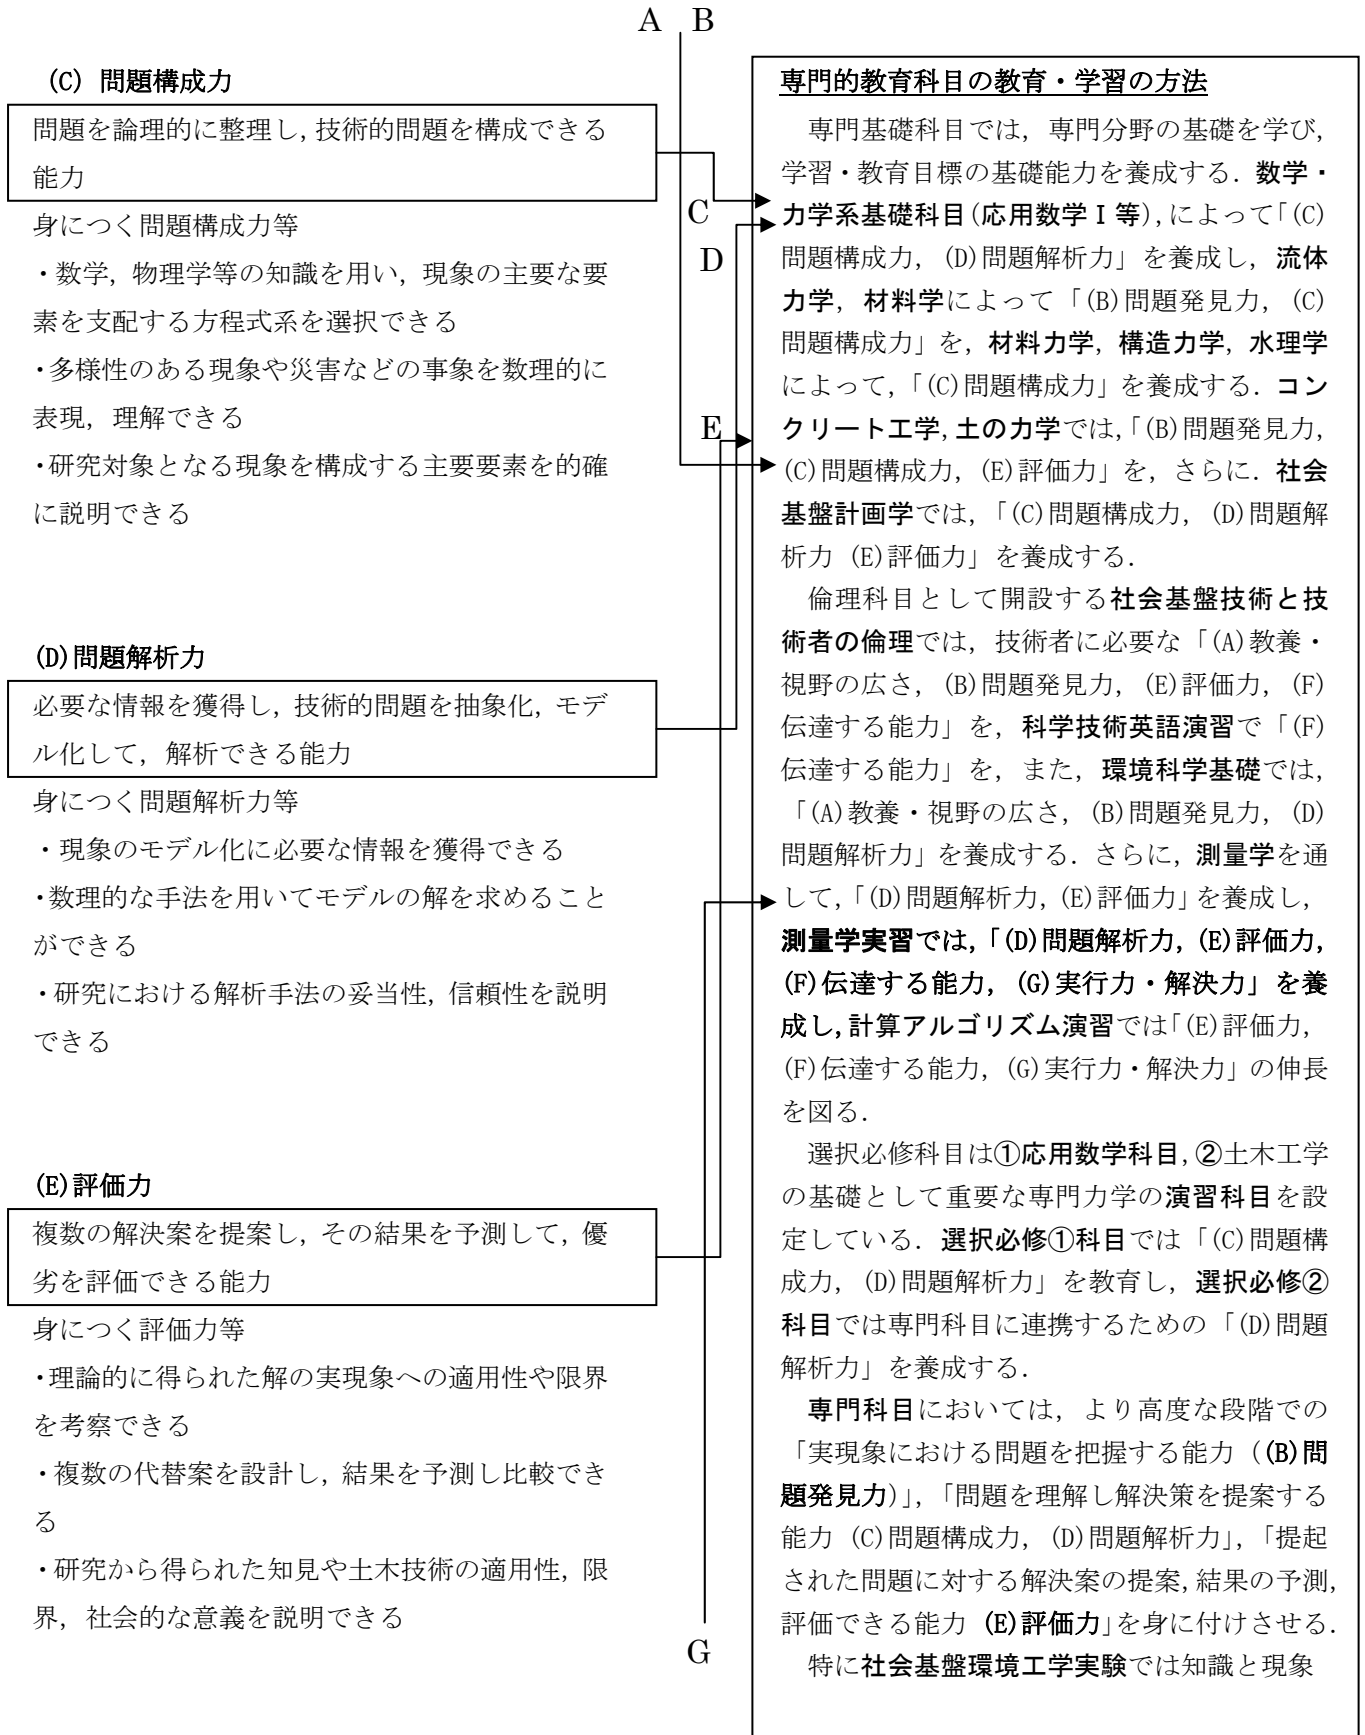 A B
(C) 問題構成力
問題を論理的に整理し,技術的問題を構成できる
能力
身につく問題構成力等
・数学，物理学等の知識を用い，現象の主要な要
素を支配する方程式系を選択できる
・多様性のある現象や災害などの事象を数理的に
表現，理解できる
・研究対象となる現象を構成する主要要素を的確
に説明できる
(D)問題解析力
必要な情報を獲得し,技術的問題を抽象化,モデ
ル化して，解析できる能力
身につく問題解析力等
・現象のモデル化に必要な情報を獲得できる
・数理的な手法を用いてモデルの解を求めること
ができる
・研究における解析手法の妥当性,信頼性を説明
できる
(E)評価力
複数の解決案を提案し,その結果を予測して,優
劣を評価できる能力
身につく評価力等
・理論的に得られた解の実現象への適用性や限界
を考察できる
・複数の代替案を設計し,結果を予測し比較でき
る
・研究から得られた知見や土木技術の適用性,限
界，社会的な意義を説明できる
C
D
E
G
専門的教育科目の教育・学習の方法
専門基礎科目では，専門分野の基礎を学び，
学習・教育目標の基礎能力を養成する．数学・
力学系基礎科目(応用数学Ⅰ等),によって「(C)
問題構成力，(D)問題解析力」を養成し，流体
力学，材料学によって「(B)問題発見力，(C)
問題構成力」を，材料力学，構造力学，水理学
によって,「(C)問題構成力」を養成する．コン
クリート工学,土の力学では,「(B)問題発見力,
(C)問題構成力，(E)評価力」を，さらに．社会
基盤計画学では，「(C)問題構成力，(D)問題解
析力 (E)評価力」を養成する．
倫理科目として開設する社会基盤技術と技
術者の倫理では，技術者に必要な「(A)教養・
視野の広さ，(B)問題発見力，(E)評価力，(F)
伝達する能力」を，科学技術英語演習で「(F)
伝達する能力」を，また，環境科学基礎では，
「(A)教養・視野の広さ，(B)問題発見力，(D)
問題解析力」を養成する．さらに，測量学を通
して,「(D)問題解析力,(E)評価力」を養成し，
測量学実習では,「(D)問題解析力,(E)評価力,
(F)伝達する能力，(G)実行力・解決力」を養
成し,計算アルゴリズム演習では「(E)評価力,
(F)伝達する能力，(G)実行力・解決力」の伸長
を図る．
選択必修科目は①応用数学科目,②土木工学
の基礎として重要な専門力学の演習科目を設
定している．選択必修①科目では「(C)問題構
成力，(D)問題解析力」を教育し，選択必修②
科目では専門科目に連携するための「(D)問題
解析力」を養成する．
専門科目においては，より高度な段階での
「実現象における問題を把握する能力（(B)問
題発見力)」,「問題を理解し解決策を提案する
能力 (C)問題構成力，(D)問題解析力」,「提起
された問題に対する解決案の提案,結果の予測,
評価できる能力 (E)評価力」を身に付けさせる．
特に社会基盤環境工学実験では知識と現象